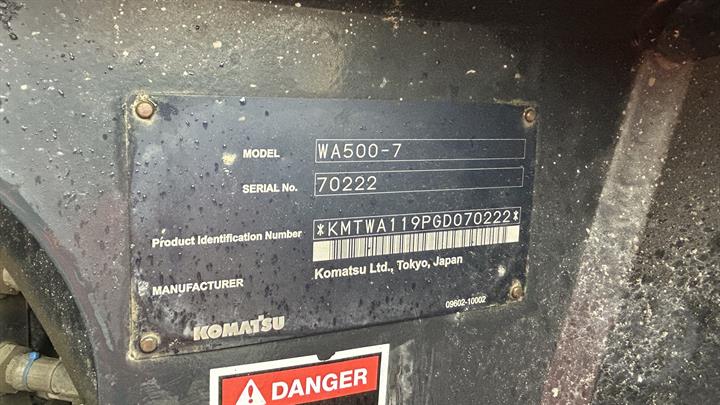 MODEL WA500-7
SERIAL No. 70222
Product Identification Number *KMTWA119PGD070222*
MANUFACTURER Komatsu Ltd., Tokyo, Japan
KOMATSU 09602-10002
DANGER